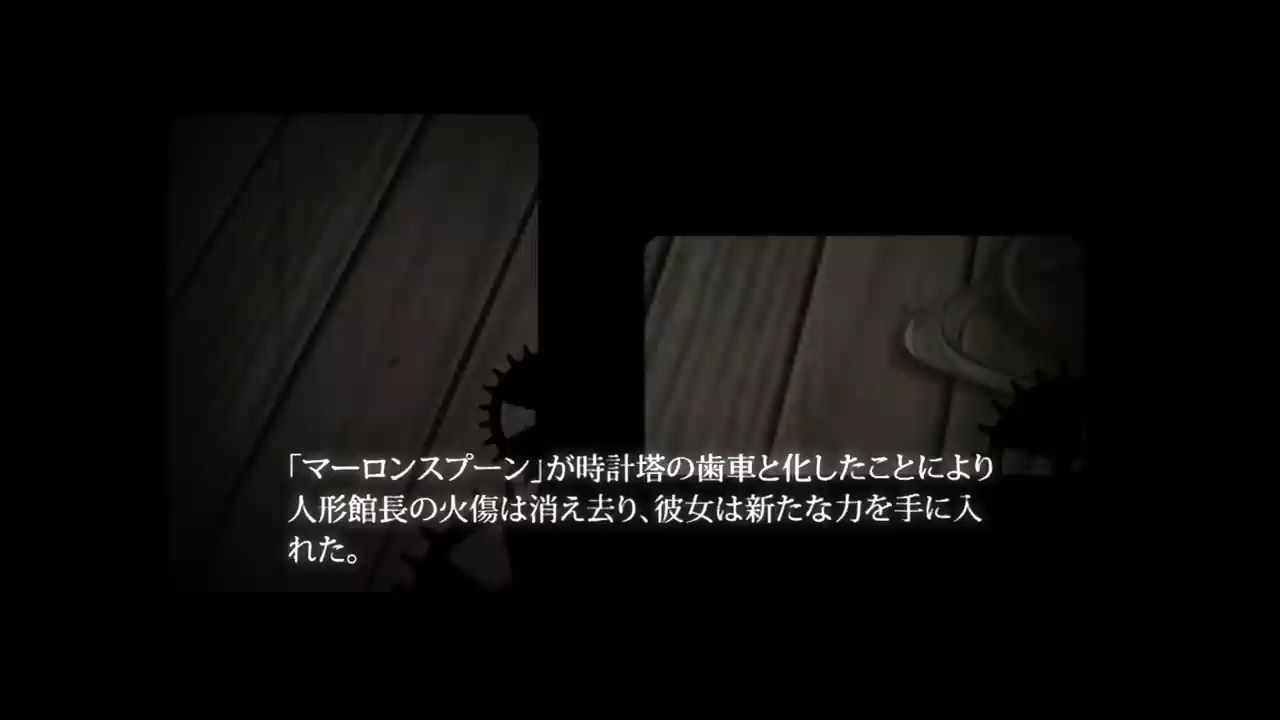 「マーロンスプーン」が時計塔の歯車と化したことにより
人形館長の火傷は消え去り、彼女は新たな力を手に入
れた。